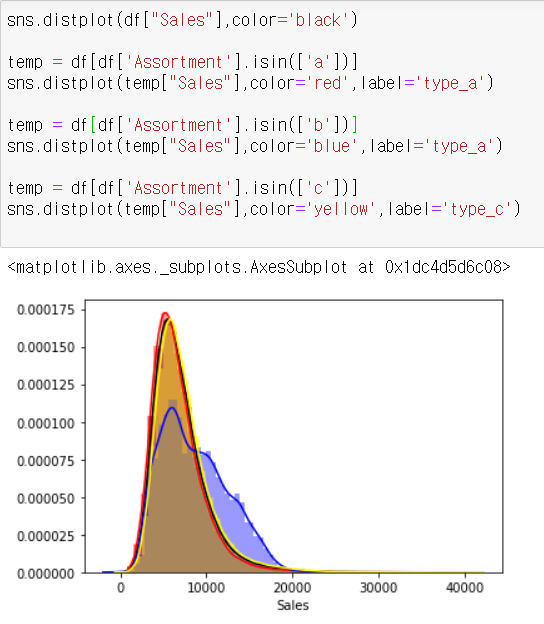 sns.distplot(df["Sales"],color='black')
temp = df[df['Assortment'].isin(['a'])]
sns.distplot(temp["Sales"],color='red',label='type_a')
temp = df[df['Assortment'].isin(['b'])]
sns.distplot(temp["Sales"],color='blue',label='type_a')
temp = df[df['Assortment'].isin(['c'])]
sns.distplot(temp["Sales"],color='yellow',label='type_c')
<matplotlib.axes._subplots.AxesSubplot at 0x1dc4d5d6c08>
0.000175
0.000150
0.000125
0.000100
0.000075
0.000050
0.000025
0.000000
0 10000 20000 30000 40000
Sales